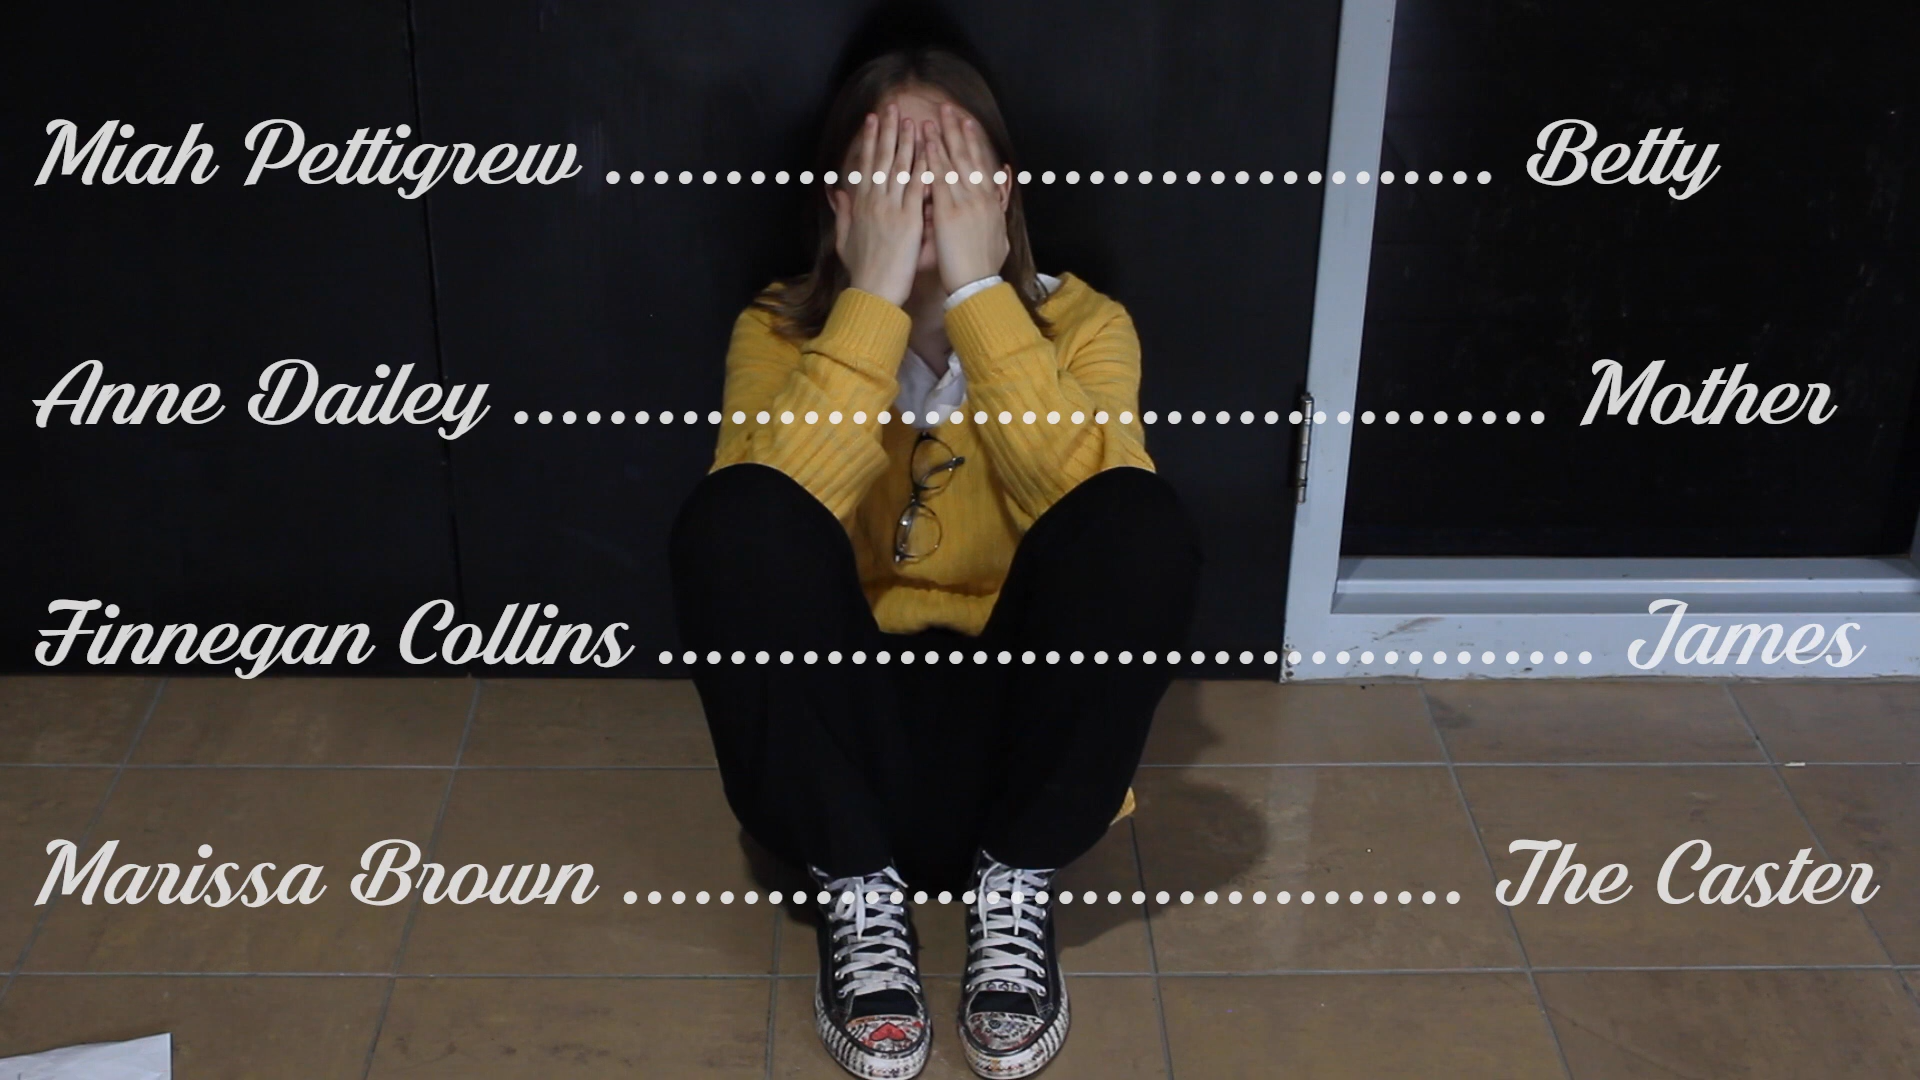 Miah Pettigrew ..................................... Betty
Anne Dailey ........................................... Mother
Finnegan Collins ....................................... James
Marissa Brown ................................... The Caster